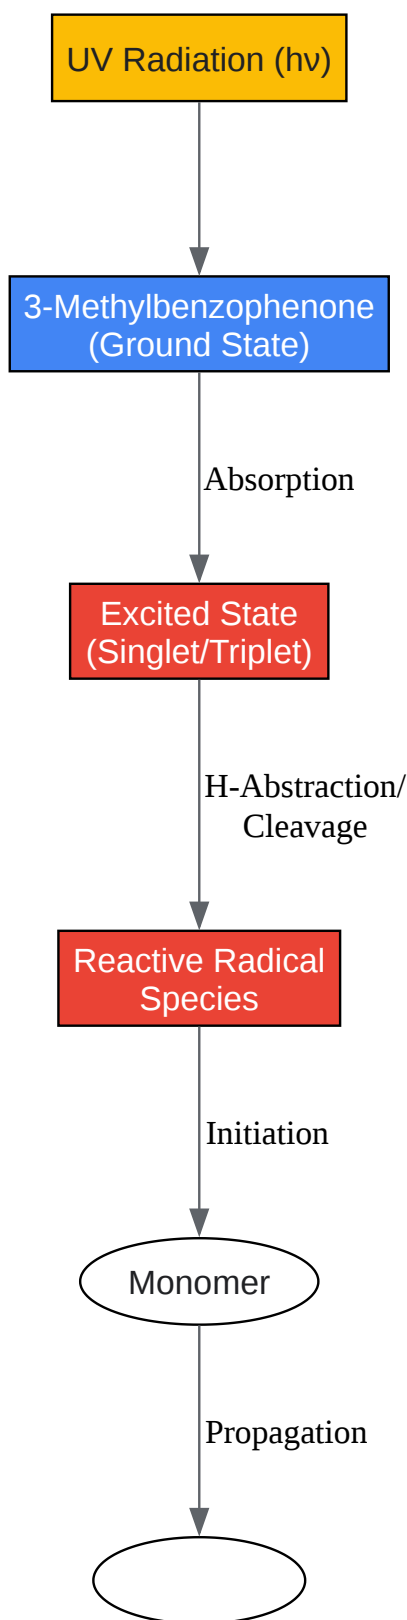 UV Radiation (hν)
3-Methylbenzophenone
(Ground State)
Absorption
Excited State
(Singlet/Triplet)
H-Abstraction/
Cleavage
Reactive Radical
Species
Initiation
Monomer
Propagation